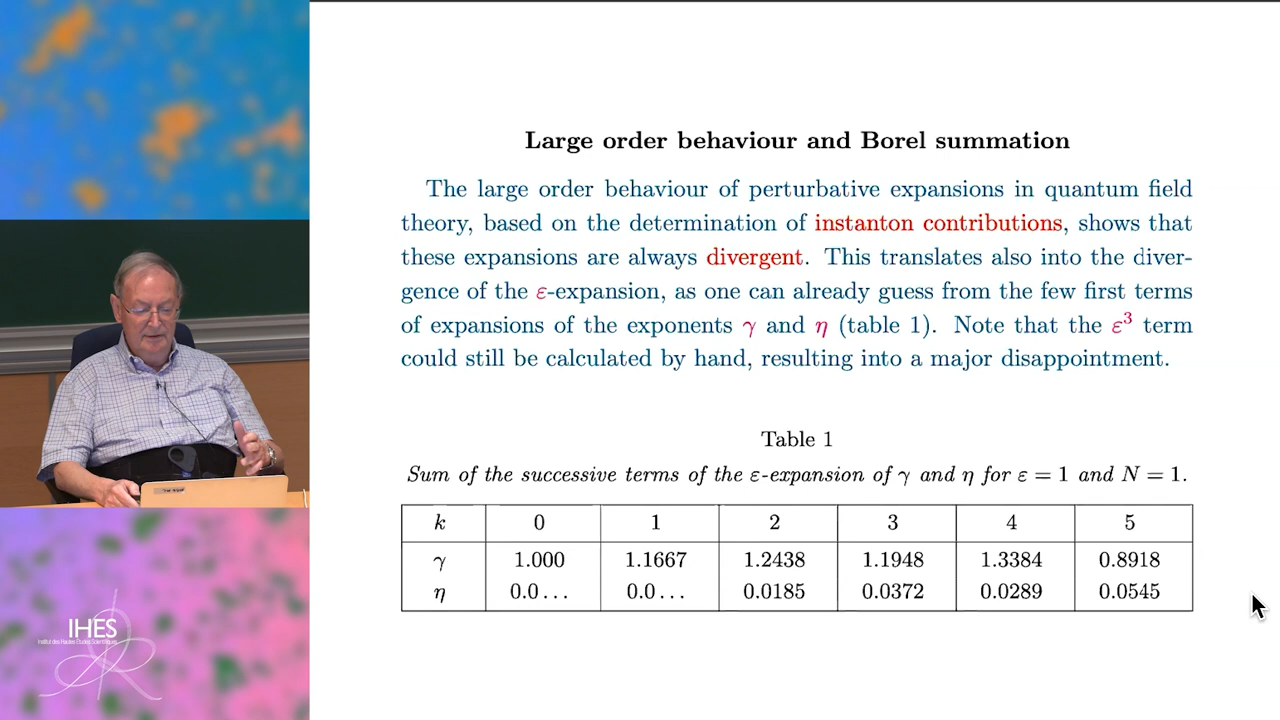 Large order behaviour and Borel summation
The large order behaviour of perturbative expansions in quantum field
theory, based on the determination of instanton contributions, shows that
these expansions are always divergent. This translates also into the diver-
gence of the ε-expansion, as one can already guess from the few first terms
of expansions of the exponents γ and η (table 1). Note that the ε³ term
could still be calculated by hand, resulting into a major disappointment.
Table 1
Sum of the successive terms of the ε-expansion of γ and η for ε = 1 and N = 1.
k 0 1 2 3 4 5
γ 1.000 1.1667 1.2438 1.1948 1.3384 0.8918
η 0.0... 0.0... 0.0185 0.0372 0.0289 0.0545
IHES
Institut des Hautes Études Scientifiques